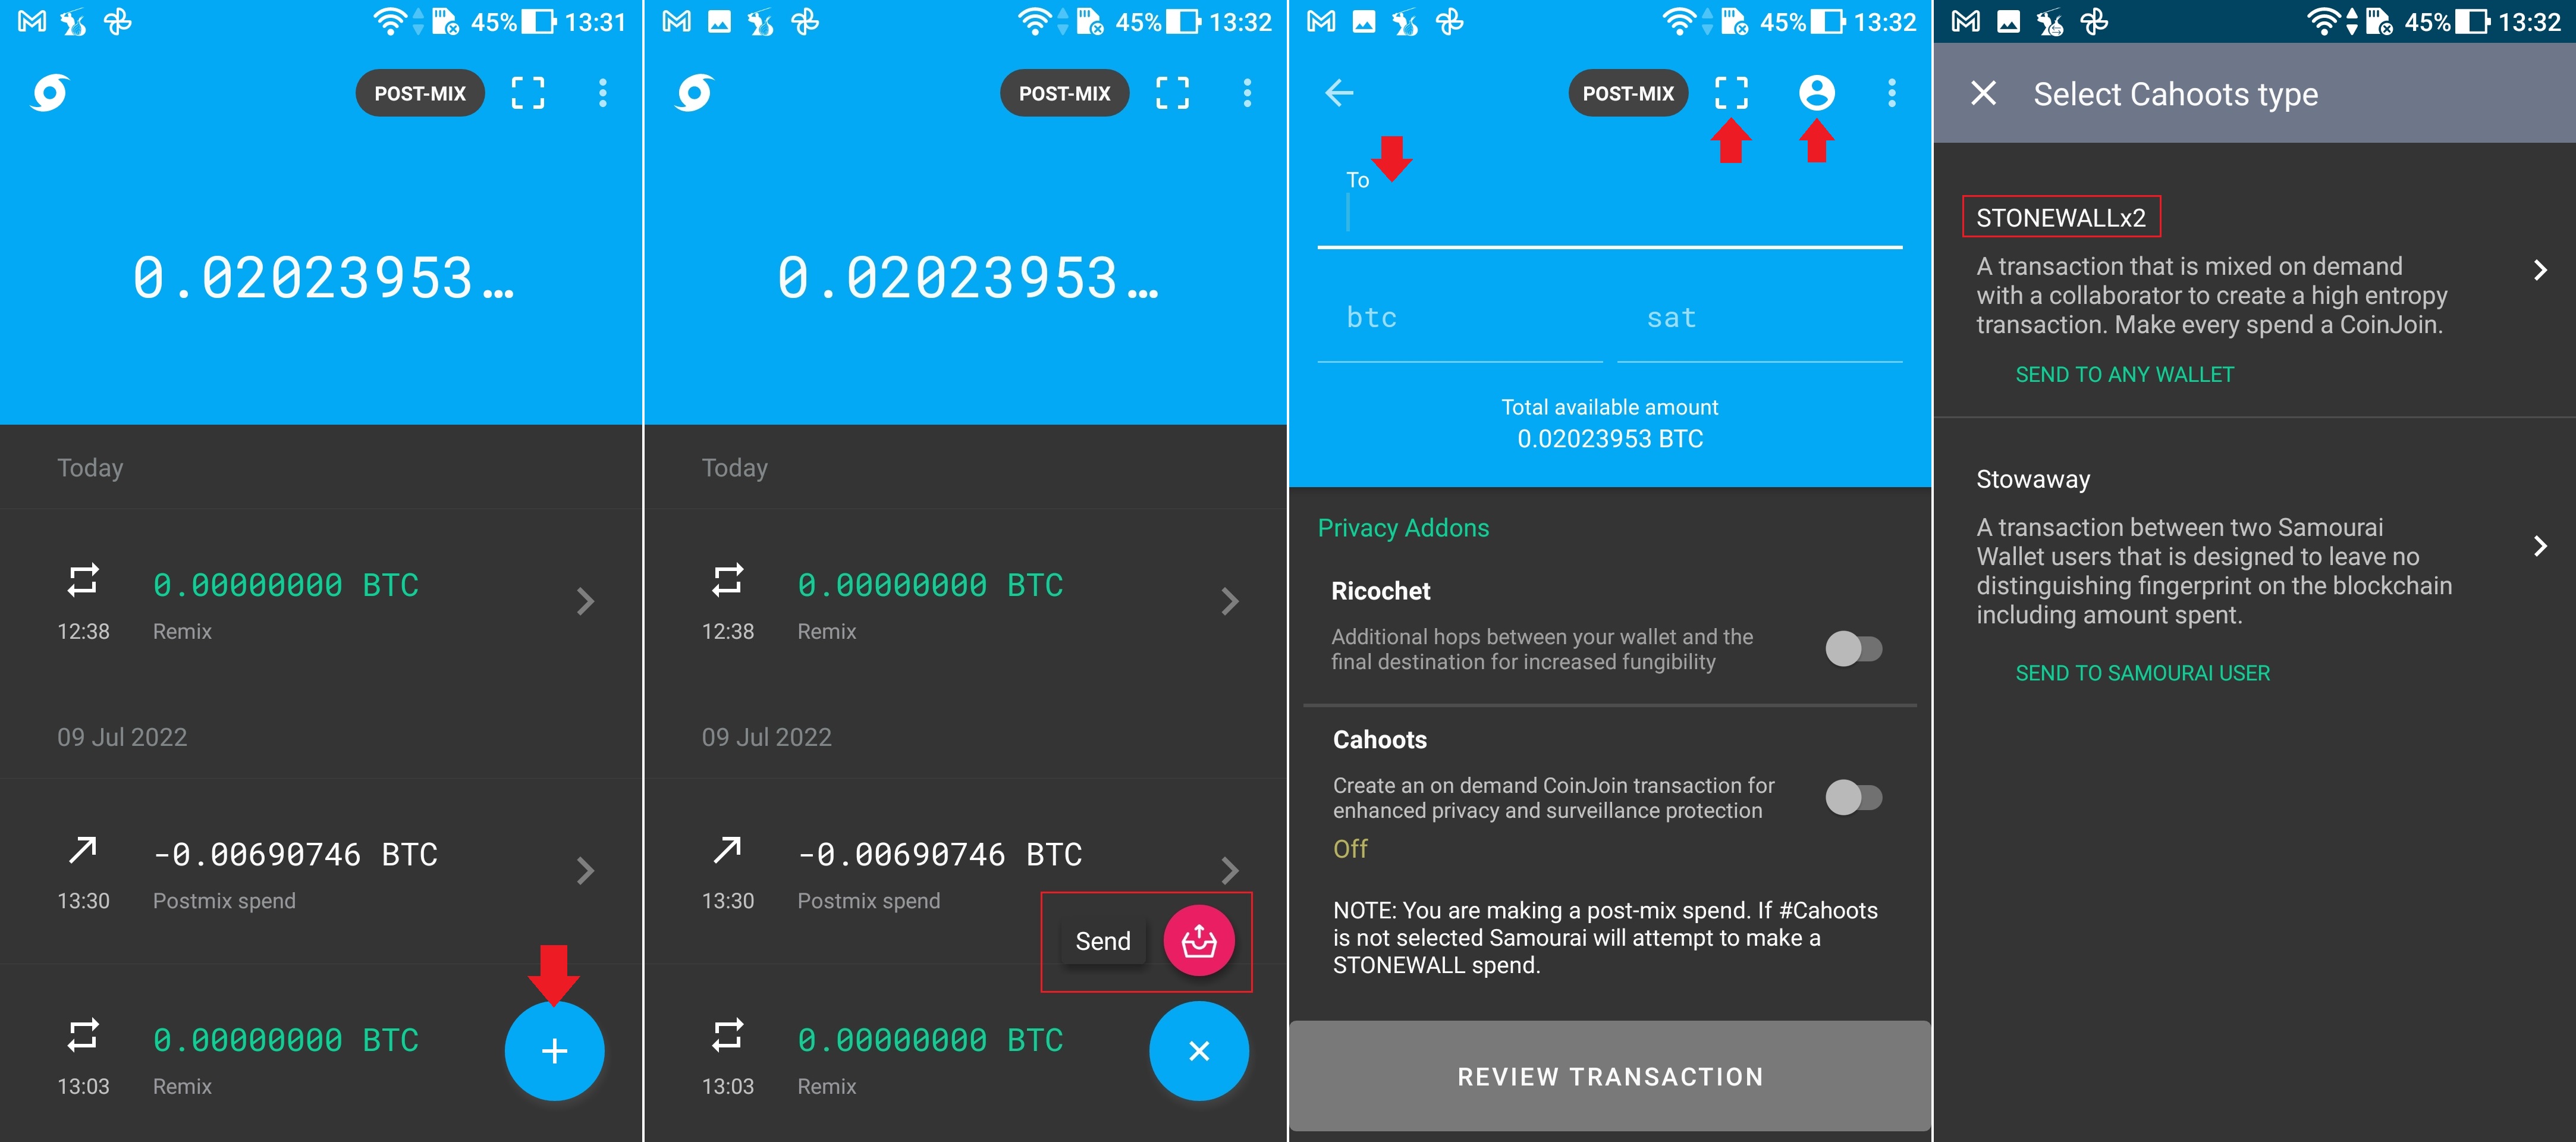 45% 13:31
POST-MIX
0.02023953…
Today
0.00000000 BTC
12:38 Remix
09 Jul 2022
-0.00690746 BTC
13:30 Postmix spend
0.00000000 BTC
13:03 Remix
45% 13:32
POST-MIX
0.02023953…
Today
0.00000000 BTC
12:38 Remix
09 Jul 2022
-0.00690746 BTC
13:30 Postmix spend
Send
0.00000000 BTC
13:03 Remix
45% 13:32
POST-MIX
To
btc sat
Total available amount
0.02023953 BTC
Privacy Addons
Ricochet
Additional hops between your wallet and the
final destination for increased fungibility
Cahoots
Create an on demand CoinJoin transaction for
enhanced privacy and surveillance protection
Off
NOTE: You are making a post-mix spend. If #Cahoots
is not selected Samourai will attempt to make a
STONEWALL spend.
REVIEW TRANSACTION
45% 13:32
Select Cahoots type
STONEWALLx2
A transaction that is mixed on demand
with a collaborator to create a high entropy
transaction. Make every spend a CoinJoin.
SEND TO ANY WALLET
Stowaway
A transaction between two Samourai
Wallet users that is designed to leave no
distinguishing fingerprint on the blockchain
including amount spent.
SEND TO SAMOURAI USER